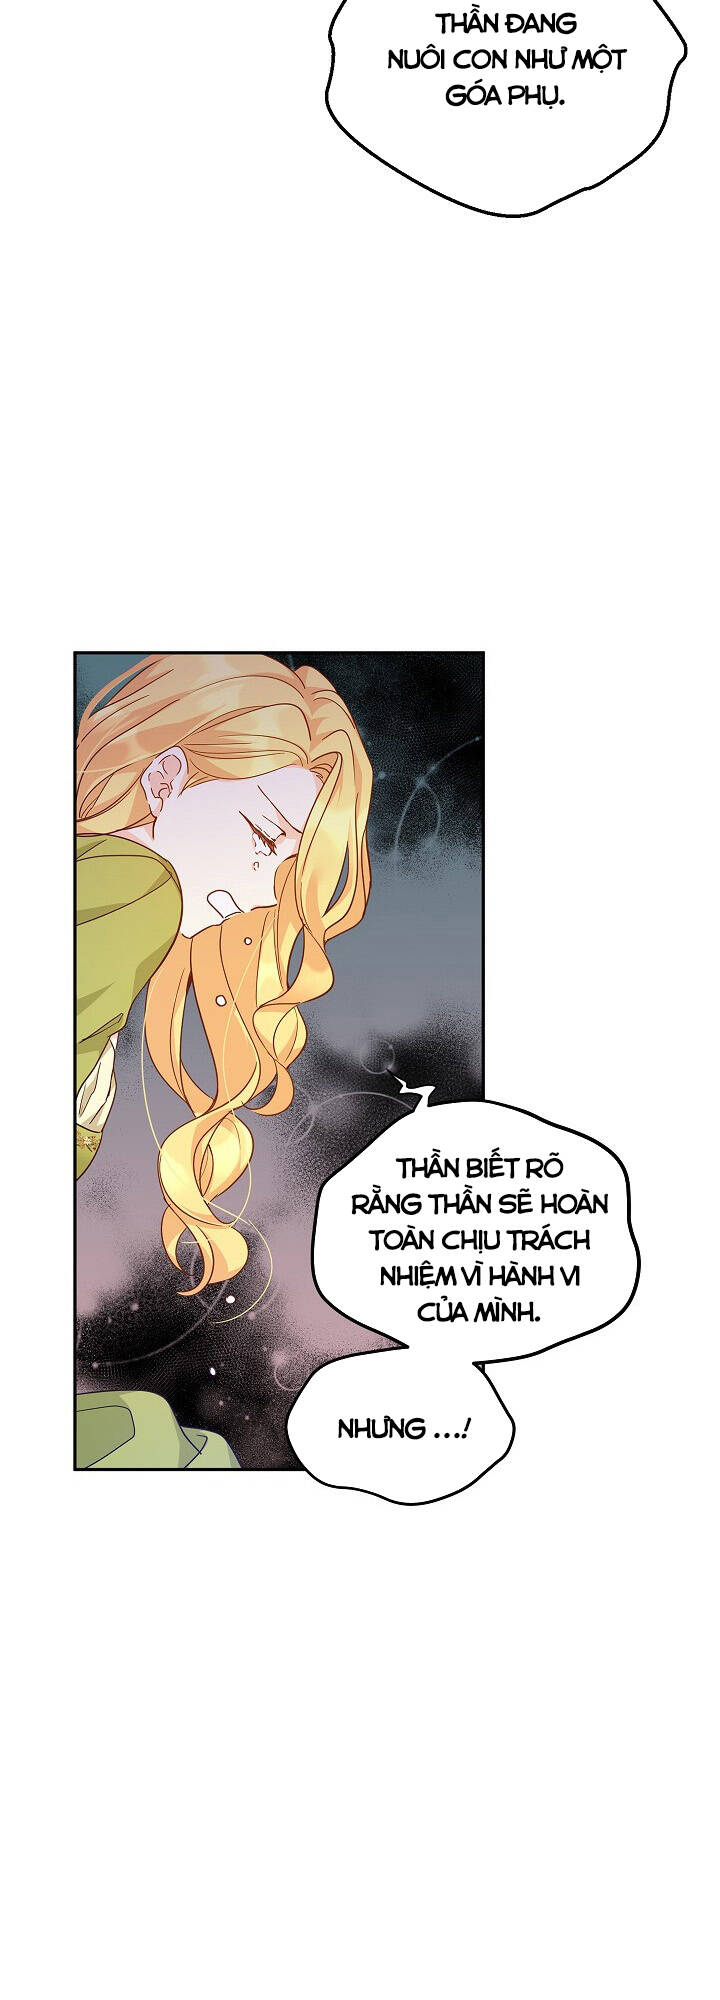 THẦN ĐANG
NUÔI CON NHƯ MỘT
GÓA PHỤ.
THẦN BIẾT RÕ
RẰNG THẦN SẼ HOÀN
TOÀN CHỊU TRÁCH
NHIỆM VÌ HÀNH VI
CỦA MÌNH.
NHƯNG ...!